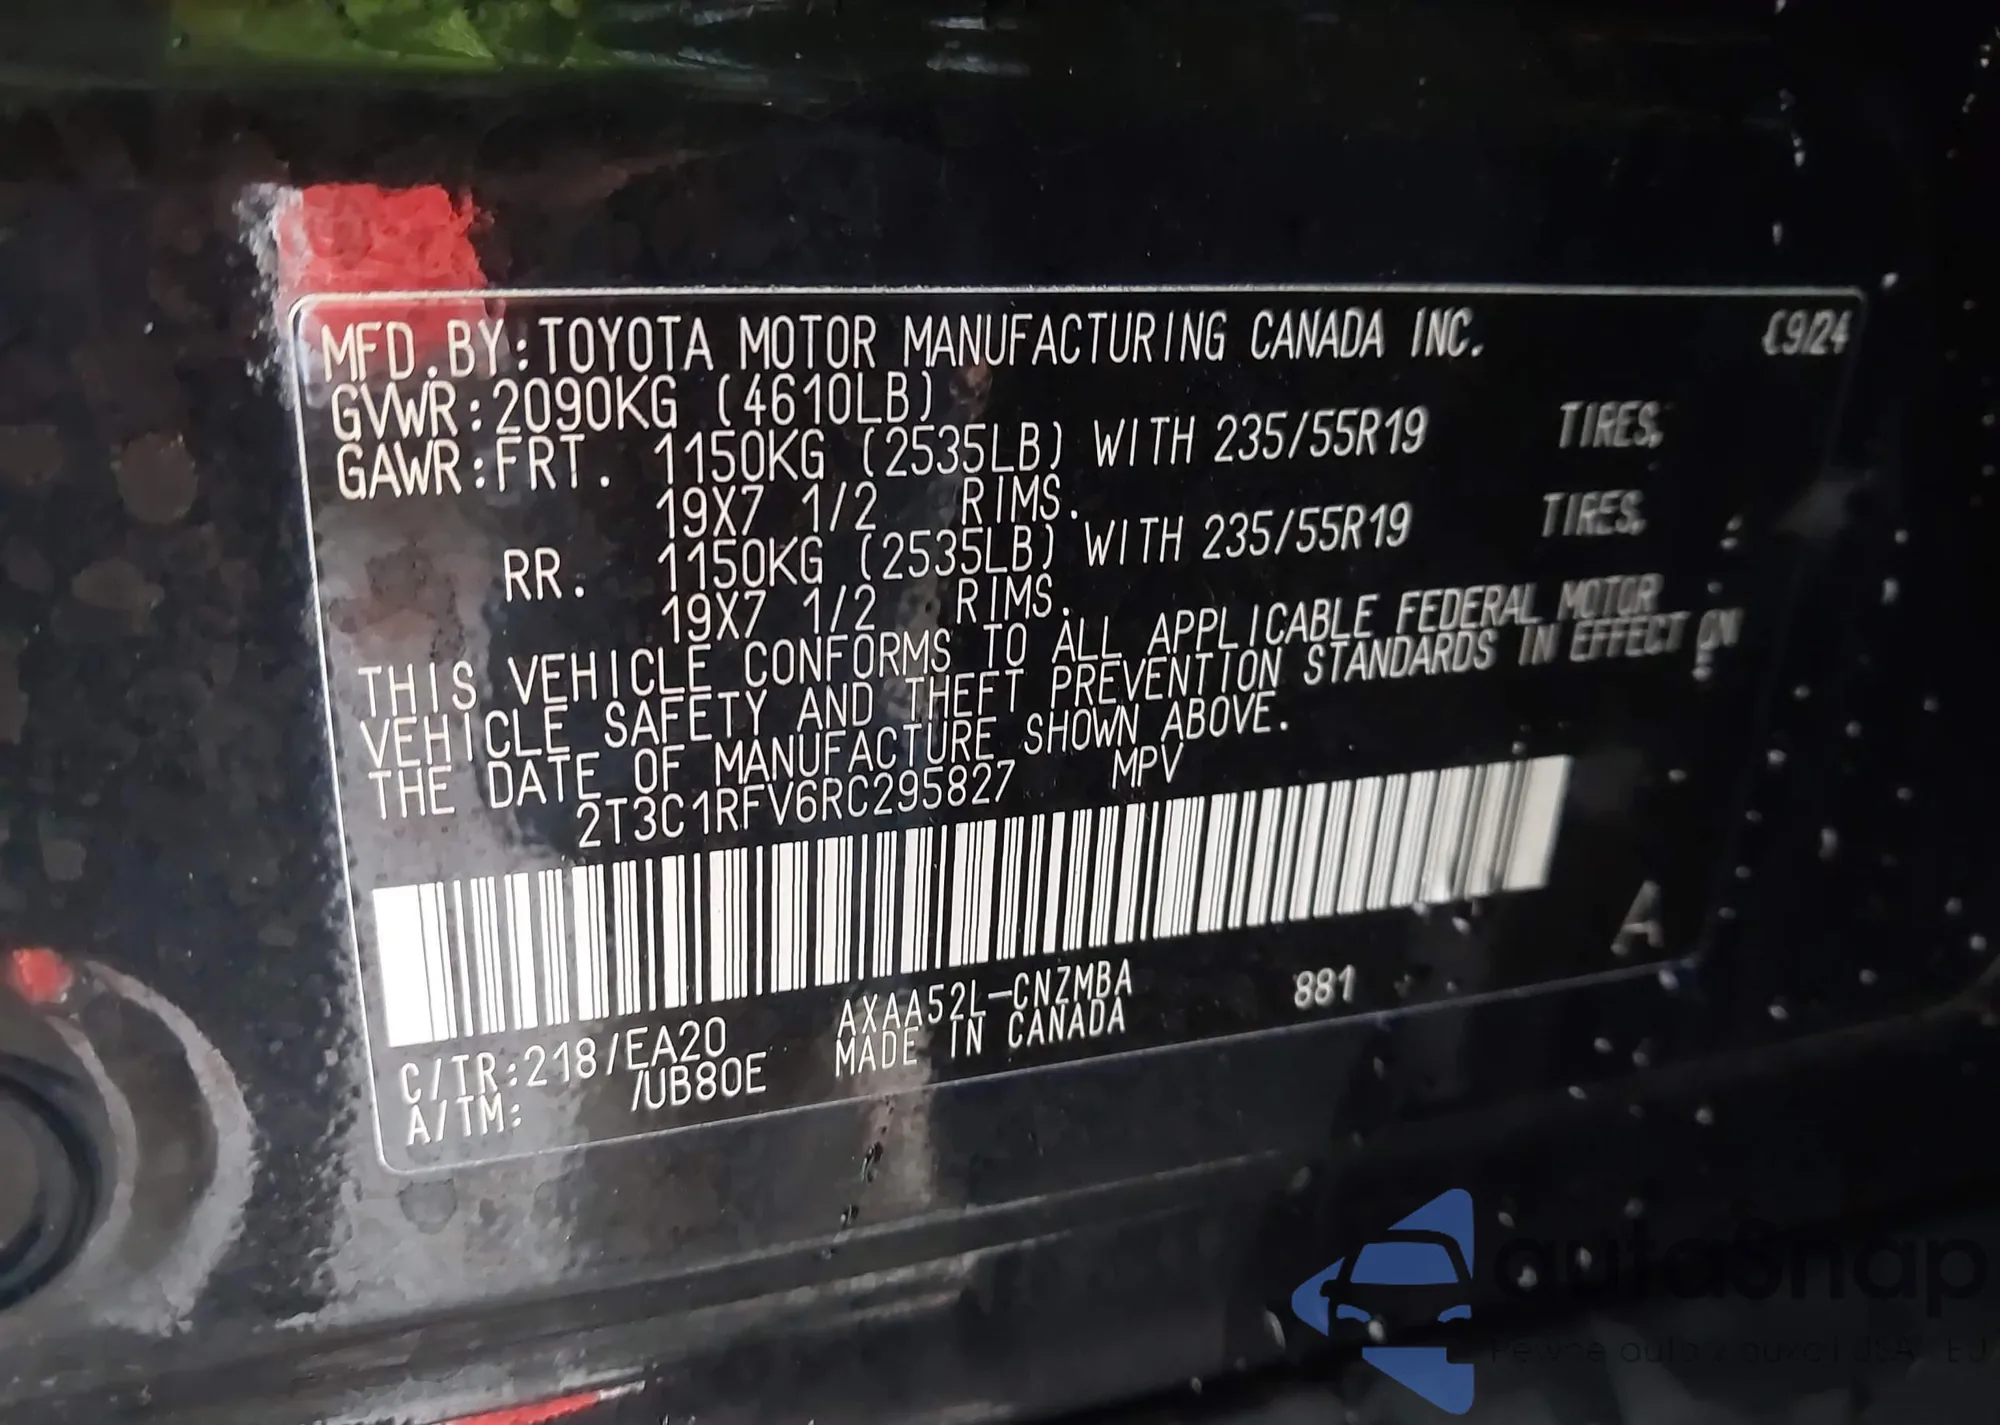 MFD. BY: TOYOTA MOTOR MANUFACTURING CANADA INC. 09/24
GVWR: 2090KG (4610LB)
GAWR: FRT. 1150KG (2535LB) WITH 235/55R19 TIRES,
19X7 1/2 RIMS.
RR. 1150KG (2535LB) WITH 235/55R19 TIRES,
19X7 1/2 RIMS.
THIS VEHICLE CONFORMS TO ALL APPLICABLE FEDERAL MOTOR
VEHICLE SAFETY AND THEFT PREVENTION STANDARDS IN EFFECT ON
THE DATE OF MANUFACTURE SHOWN ABOVE.
2T3C1RFV6RC295827 MPV
A
C/TR: 218/EA20 AXAA52L-CNZMBA 881
A/TM: /UB80E MADE IN CANADA
autosnap